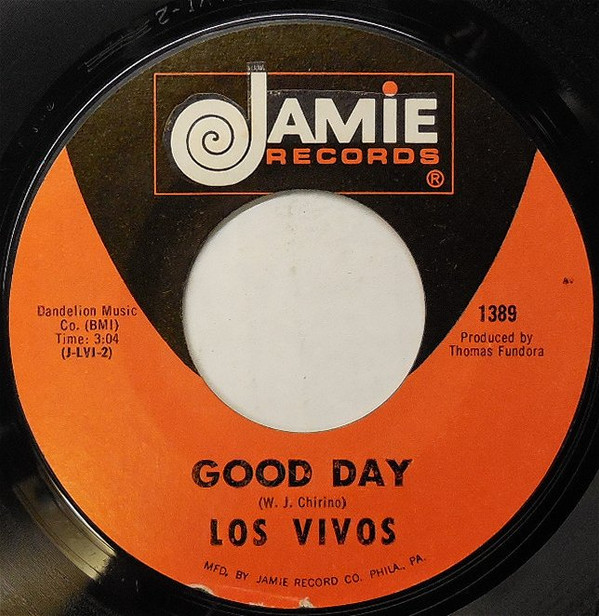 JAMIE
RECORDS
®
Dandelion Music
Co. (BMI)
Time: 3:04
(J-LVI-2)
1389
Produced by
Thomas Fundora
GOOD DAY
(W. J. Chirino)
LOS VIVOS
MFD. BY JAMIE RECORD CO. PHILA., PA.